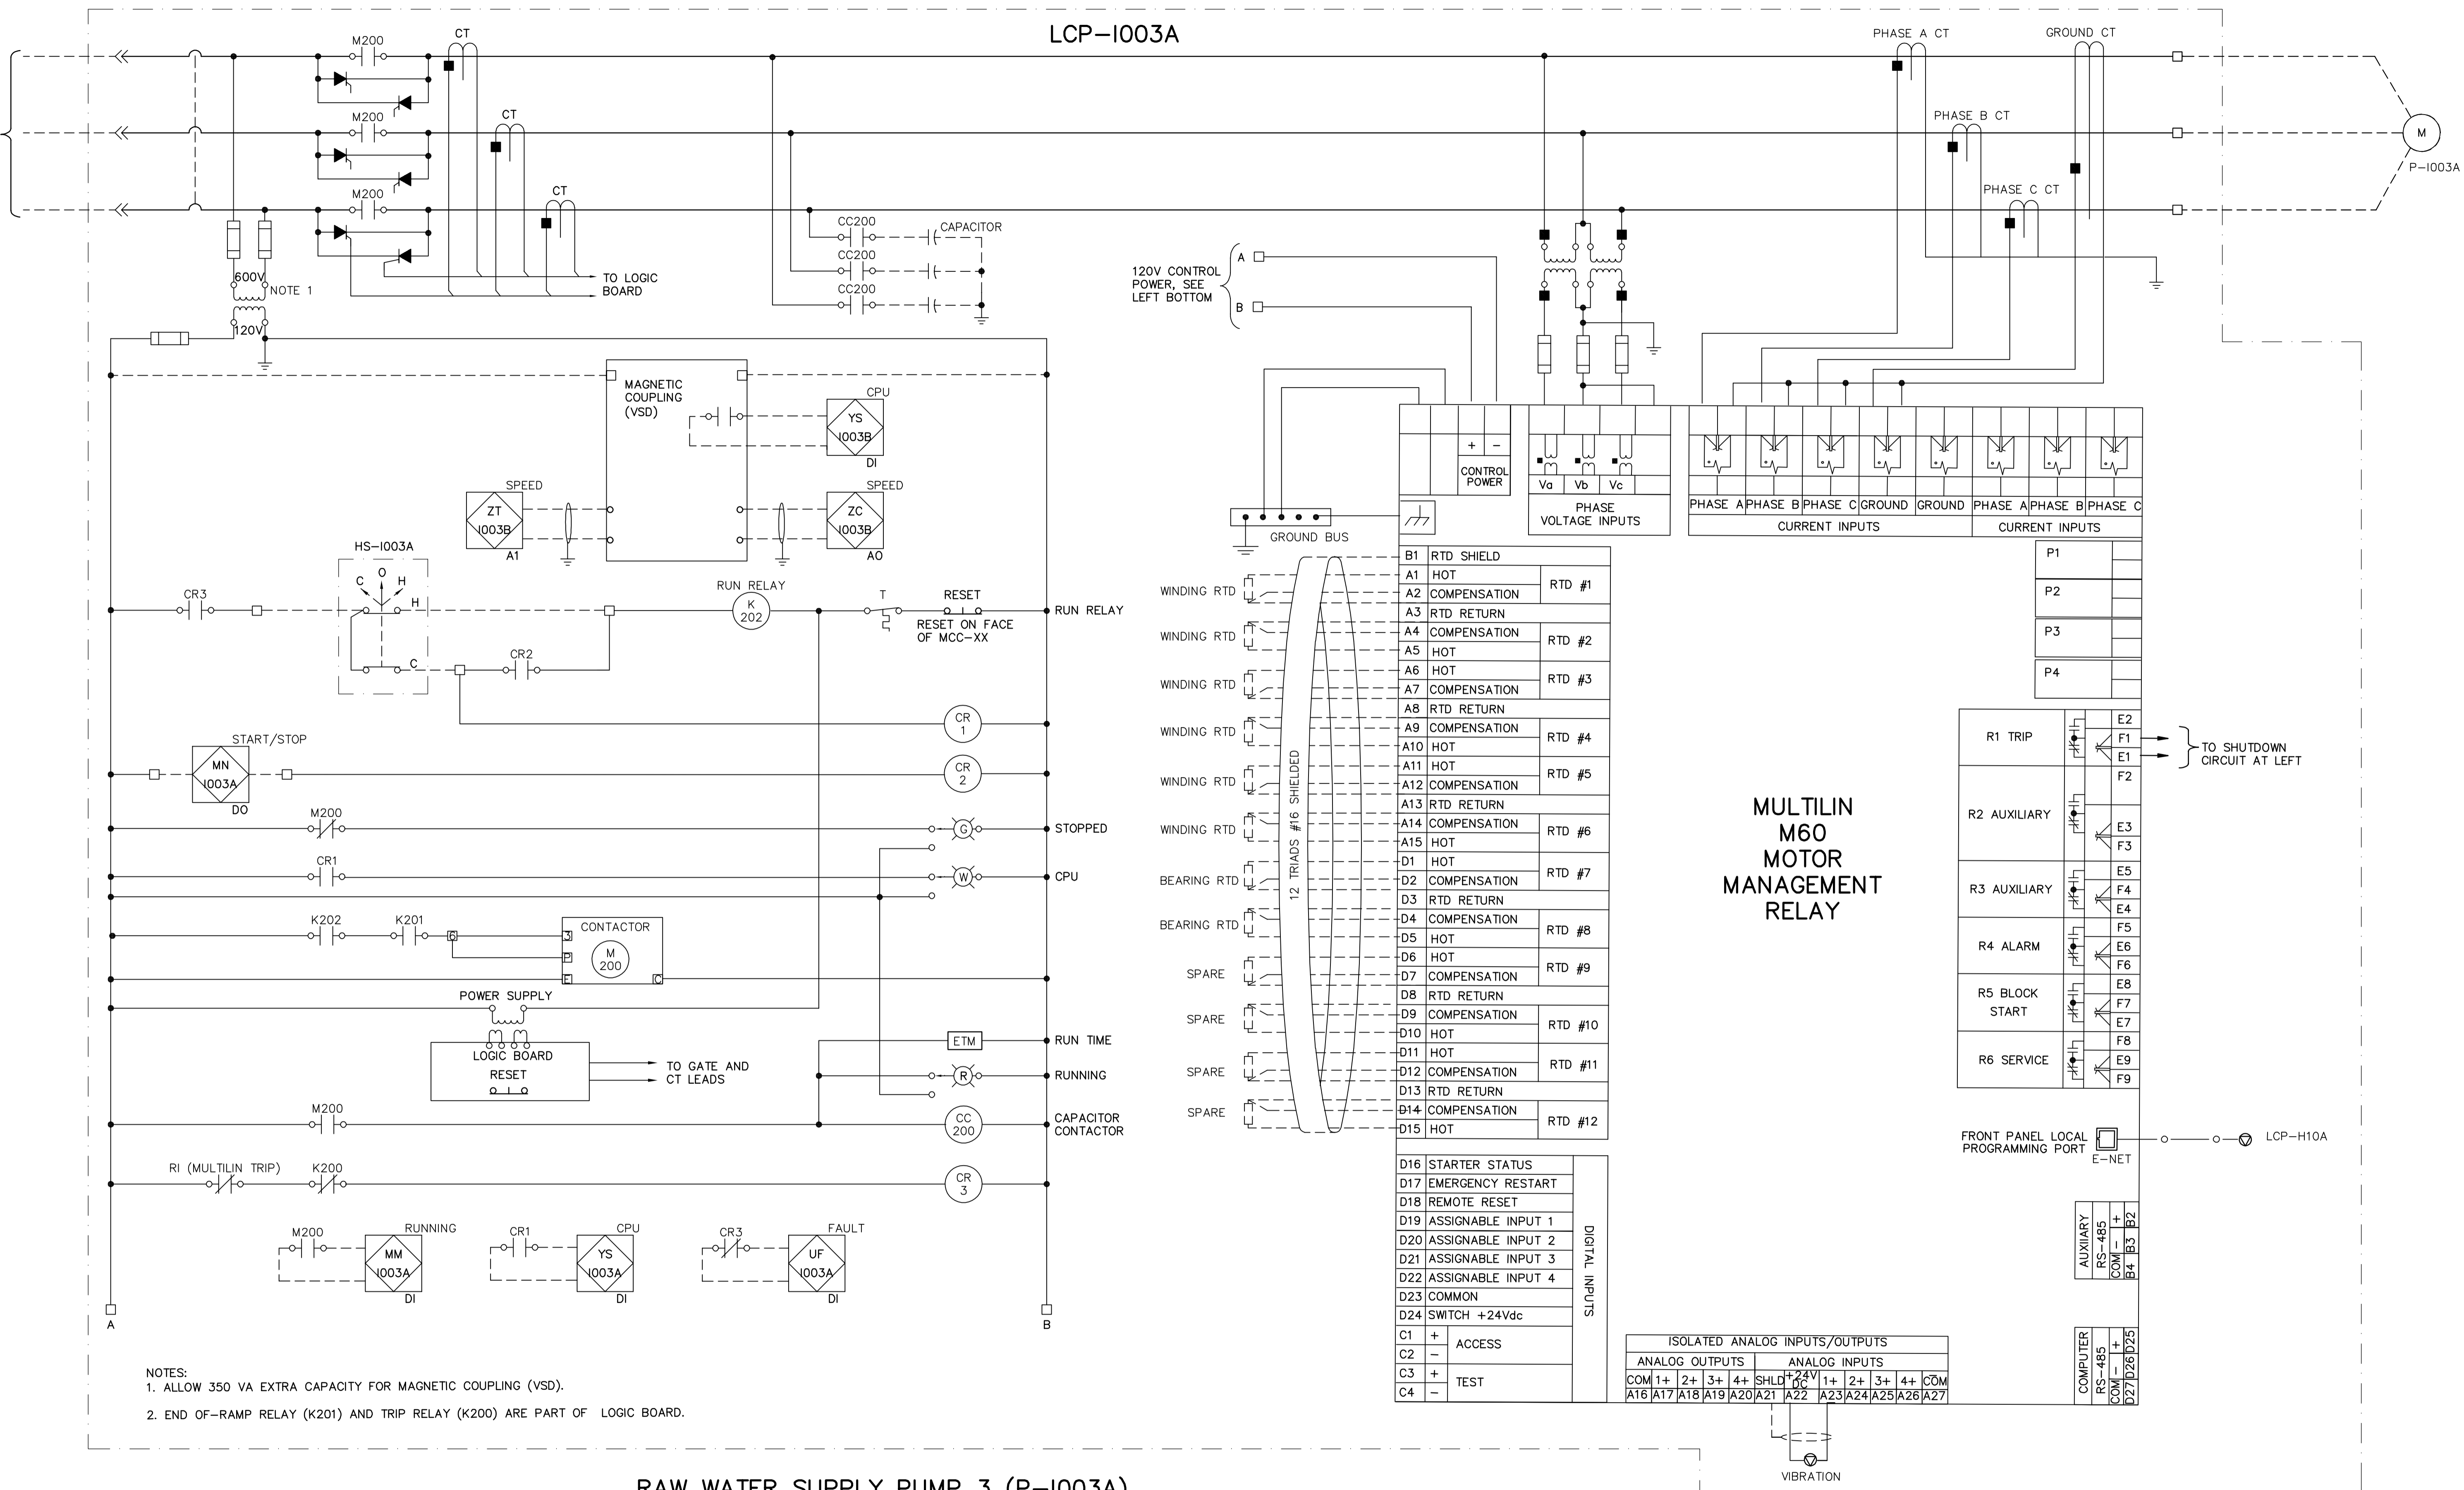 LCP-1003A
M200
CT
M200
CT
M200
CT
600V
NOTE 1
120V
TO LOGIC
BOARD
CC200
CAPACITOR
CC200
CC200
120V CONTROL
POWER, SEE
LEFT BOTTOM
A
B
PHASE A CT
GROUND CT
PHASE B CT
PHASE C CT
M
P-1003A
MAGNETIC
COUPLING
(VSD)
CPU
YS
1003B
DI
SPEED
ZT
1003B
A1
SPEED
ZC
1003B
AO
HS-1003A
C O H
H
C
CR3
CR2
RUN RELAY
K
202
T
RESET
RESET ON FACE
OF MCC-XX
RUN RELAY
CR
1
START/STOP
MN
1003A
DO
CR
2
M200
G
STOPPED
CR1
W
CPU
K202
K201
6
3
P
E
C
CONTACTOR
M
200
POWER SUPPLY
LOGIC BOARD
RESET
TO GATE AND
CT LEADS
ETM
RUN TIME
R
RUNNING
M200
CC
200
CAPACITOR
CONTACTOR
RI (MULTILIN TRIP)
K200
CR
3
M200
RUNNING
MM
1003A
DI
CR1
CPU
YS
1003A
DI
CR3
FAULT
UF
1003A
DI
A
B
NOTES:
1. ALLOW 350 VA EXTRA CAPACITY FOR MAGNETIC COUPLING (VSD).
2. END OF-RAMP RELAY (K201) AND TRIP RELAY (K200) ARE PART OF LOGIC BOARD.
RAW WATER SUPPLY PUMP 3 (P-1003A)
+ -
CONTROL
POWER
Va Vb Vc
PHASE
VOLTAGE INPUTS
PHASE A PHASE B PHASE C GROUND GROUND PHASE A PHASE B PHASE C
CURRENT INPUTS
CURRENT INPUTS
GROUND BUS
WINDING RTD
WINDING RTD
WINDING RTD
WINDING RTD
WINDING RTD
WINDING RTD
BEARING RTD
BEARING RTD
SPARE
SPARE
SPARE
SPARE
12 TRIADS #16 SHIELDED
B1 RTD SHIELD
A1 HOT
RTD #1
A2 COMPENSATION
A3 RTD RETURN
A4 COMPENSATION
RTD #2
A5 HOT
A6 HOT
RTD #3
A7 COMPENSATION
A8 RTD RETURN
A9 COMPENSATION
RTD #4
A10 HOT
A11 HOT
RTD #5
A12 COMPENSATION
A13 RTD RETURN
A14 COMPENSATION
RTD #6
A15 HOT
D1 HOT
RTD #7
D2 COMPENSATION
D3 RTD RETURN
D4 COMPENSATION
RTD #8
D5 HOT
D6 HOT
RTD #9
D7 COMPENSATION
D8 RTD RETURN
D9 COMPENSATION
RTD #10
D10 HOT
D11 HOT
RTD #11
D12 COMPENSATION
D13 RTD RETURN
D14 COMPENSATION
RTD #12
D15 HOT
D16 STARTER STATUS
D17 EMERGENCY RESTART
D18 REMOTE RESET
D19 ASSIGNABLE INPUT 1
D20 ASSIGNABLE INPUT 2
D21 ASSIGNABLE INPUT 3
D22 ASSIGNABLE INPUT 4
D23 COMMON
D24 SWITCH +24Vdc
DIGITAL INPUTS
C1 +
ACCESS
C2 -
C3 +
TEST
C4 -
MULTILIN
M60
MOTOR
MANAGEMENT
RELAY
P1
P2
P3
P4
R1 TRIP
E2
F1
E1
TO SHUTDOWN
CIRCUIT AT LEFT
R2 AUXILIARY
F2
E3
F3
R3 AUXILIARY
E5
F4
E4
R4 ALARM
F5
E6
F6
R5 BLOCK
START
E8
F7
E7
R6 SERVICE
F8
E9
F9
FRONT PANEL LOCAL
PROGRAMMING PORT
E-NET
LCP-H10A
AUXIIARY
RS-485
COM - +
B4 B3 B2
COMPUTER
RS-485
COM - +
D27 D26 D25
ISOLATED ANALOG INPUTS/OUTPUTS
ANALOG OUTPUTS
ANALOG INPUTS
COM 1+ 2+ 3+ 4+ SHLD +24V DC 1+ 2+ 3+ 4+ COM
A16 A17 A18 A19 A20 A21 A22 A23 A24 A25 A26 A27
VIBRATION